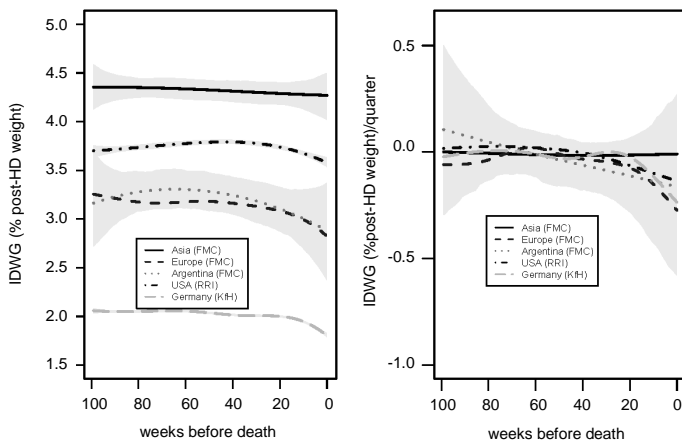 IDWG (% post-HD weight)
5.0
4.5
4.0
3.5
3.0
2.5
2.0
1.5
Asia (FMC)
Europe (FMC)
Argentina (FMC)
USA (RRI)
Germany (KfH)
100 80 60 40 20 0
weeks before death
IDWG (%post-HD weight)/quarter
0.5
0.0
-0.5
-1.0
Asia (FMC)
Europe (FMC)
Argentina (FMC)
USA (RRI)
Germany (KfH)
100 80 60 40 20 0
weeks before death